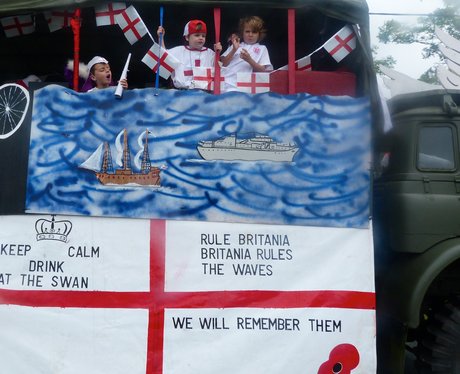 KEEP CALM
DRINK
AT THE SWAN
RULE BRITANIA
BRITANIA RULES
THE WAVES
WE WILL REMEMBER THEM